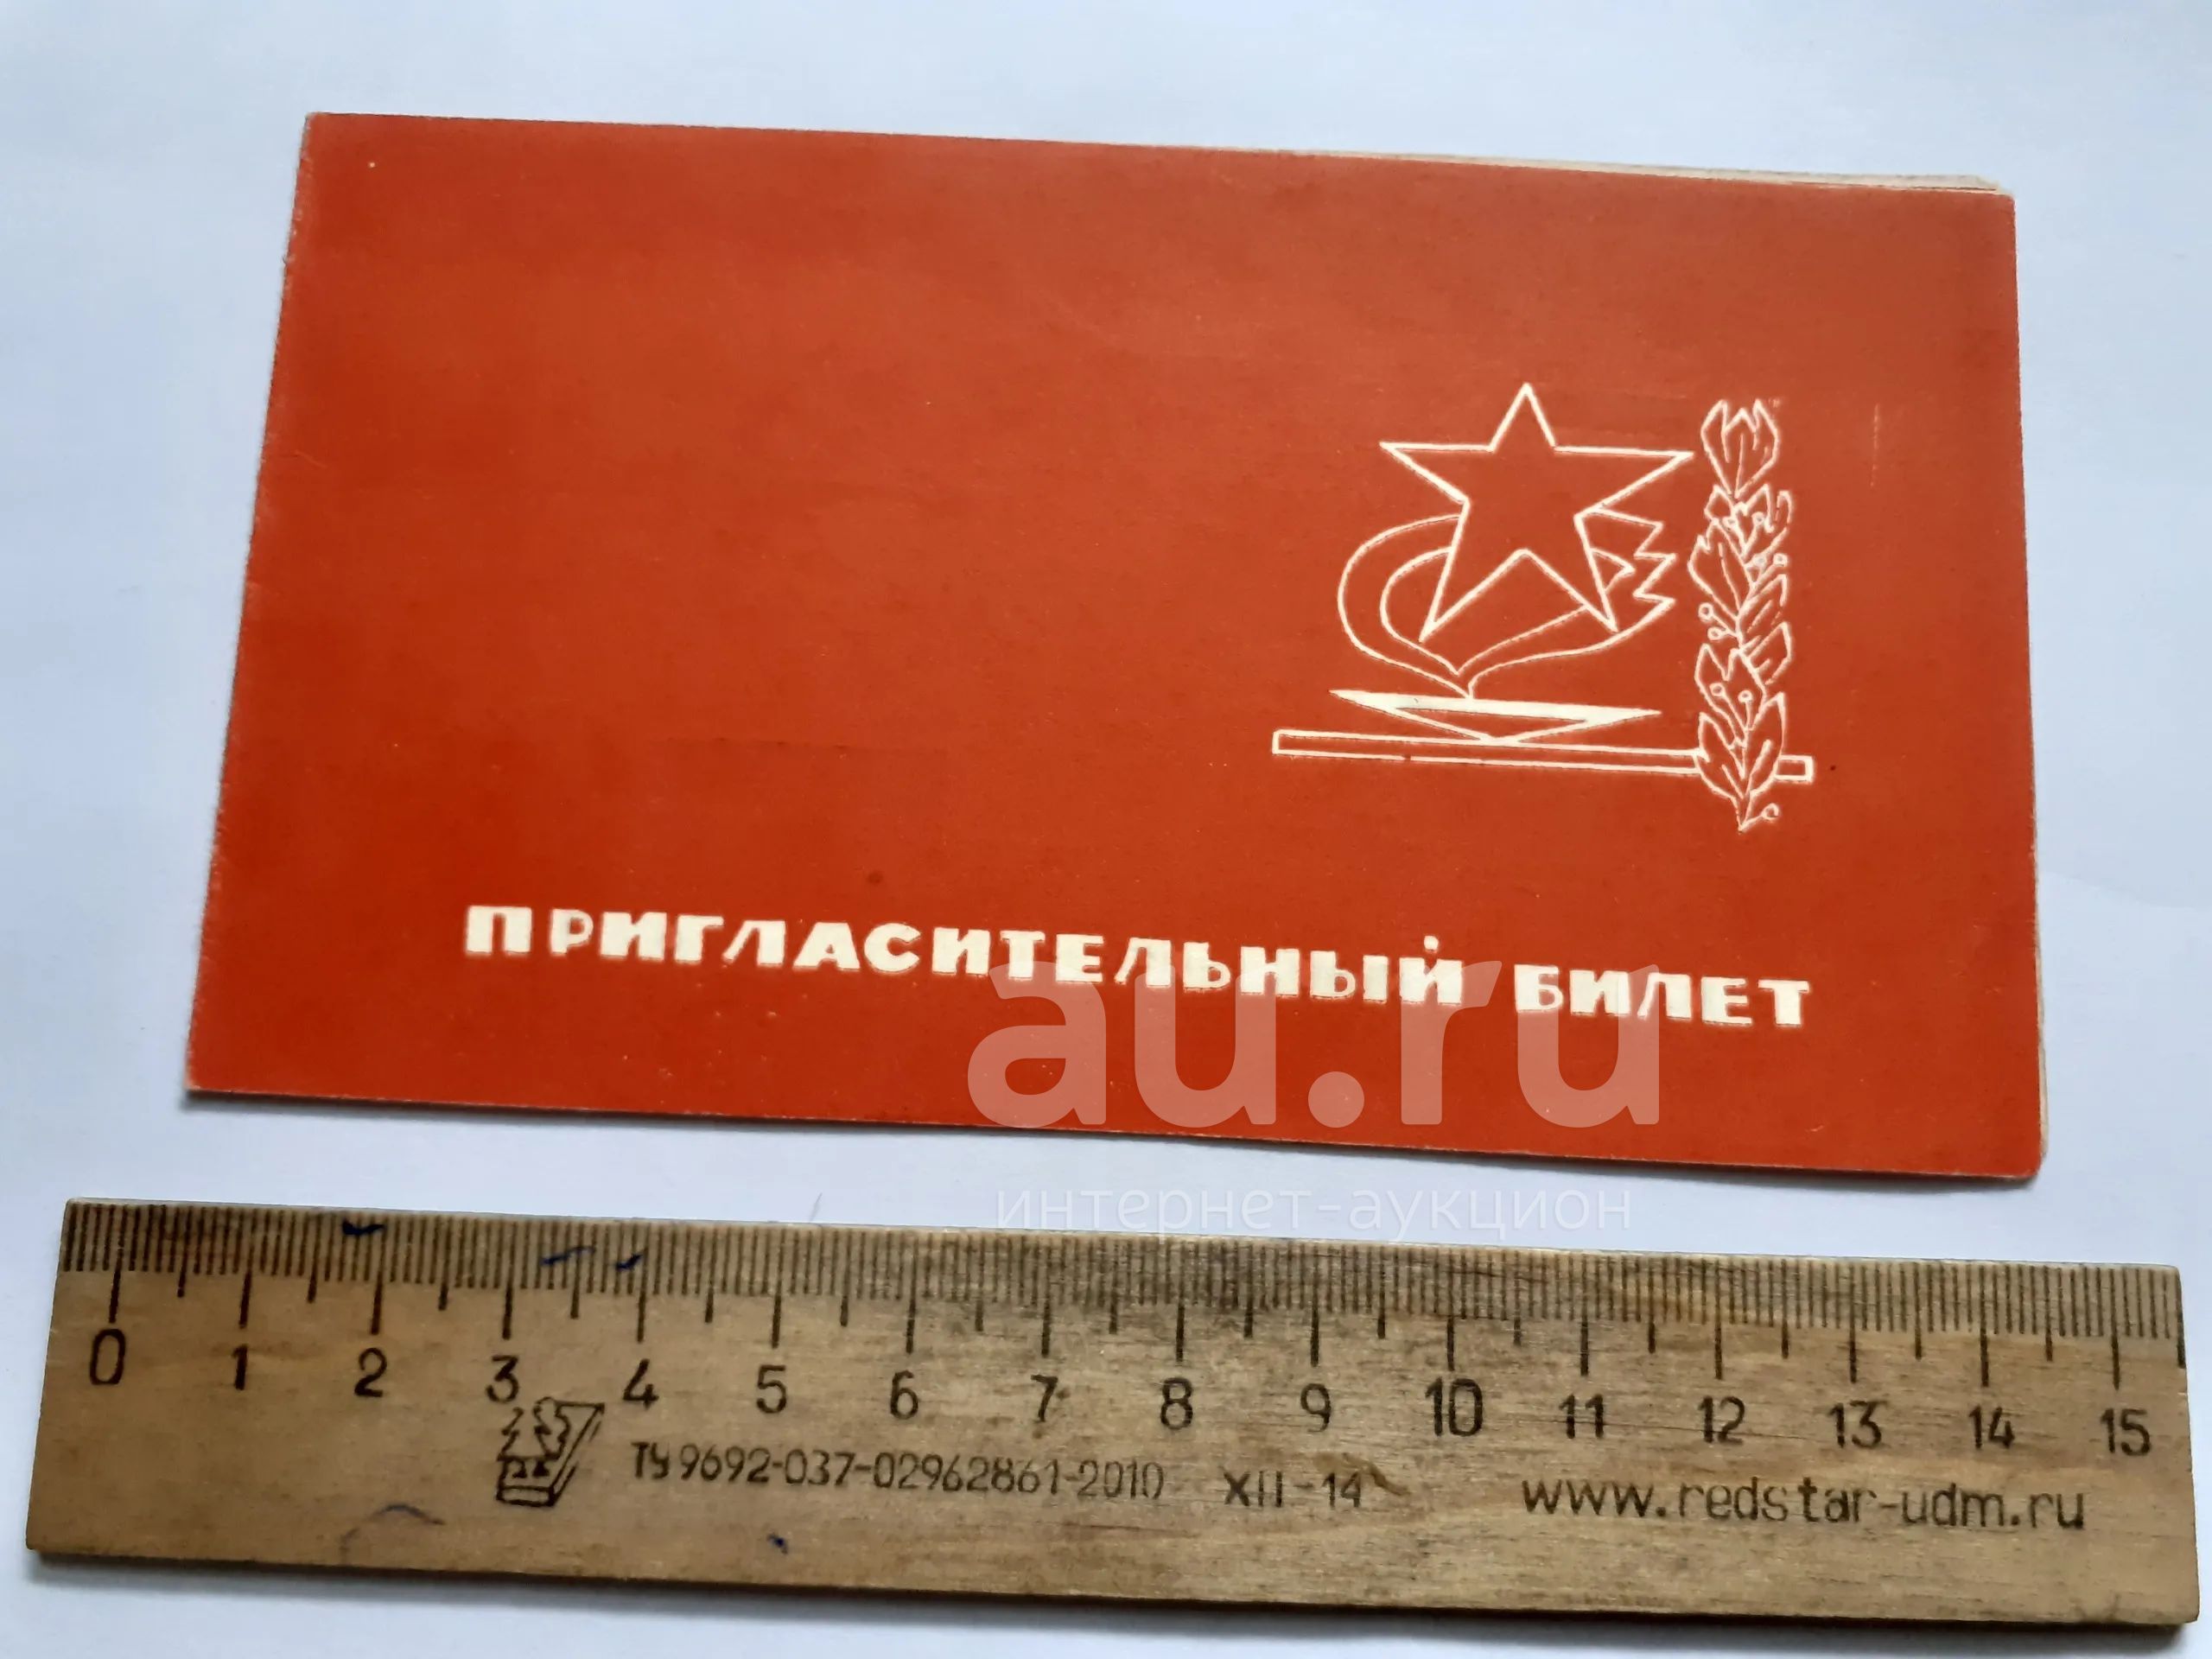 ПРИГЛАСИТЕЛЬНЫЙ БИЛЕТ
au.ru
интернет-аукцион
0 1 2 3 4 5 6 7 8 9 10 11 12 13 14 15
ТУ 9692-037-02962861-2010 XII-14 www.redstar-udm.ru